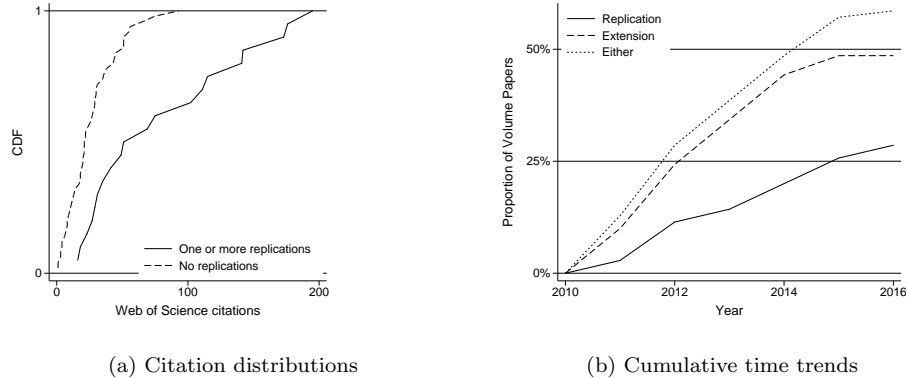 1
CDF
0
One or more replications
No replications
0
100
200
Web of Science citations
(a) Citation distributions
Replication
Extension
Either
50%
25%
0%
Proportion of Volume Papers
2010
2012
2014
2016
Year
(b) Cumulative time trends